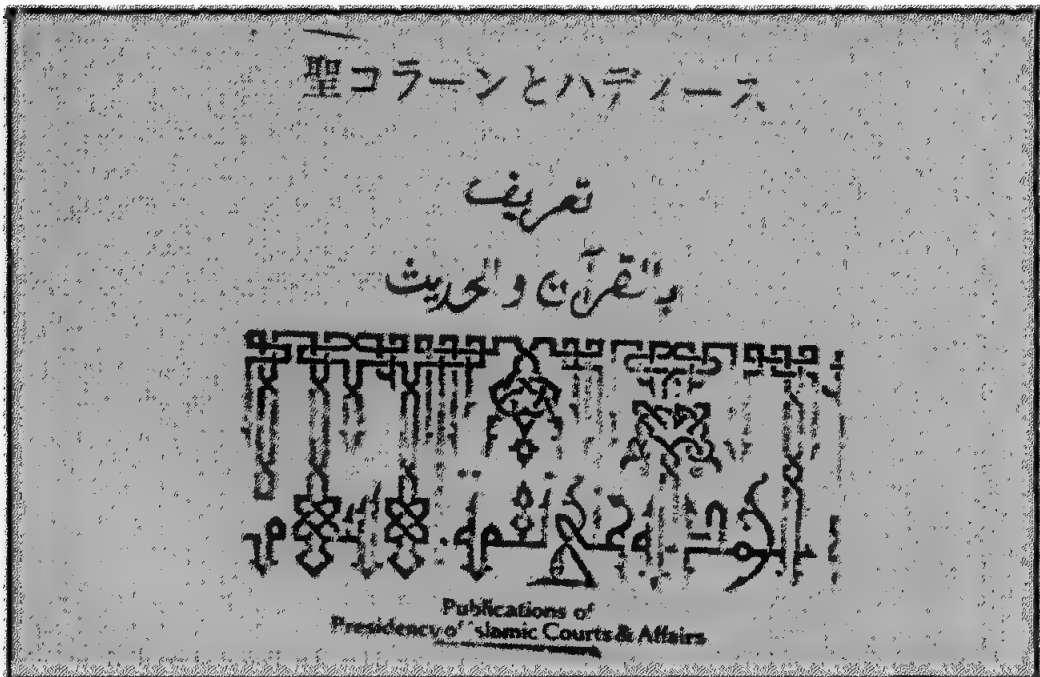 聖コラーンとハディース
تعريف
بالقرآن والحديث
Publications of
Presidency of Islamic Courts & Affairs